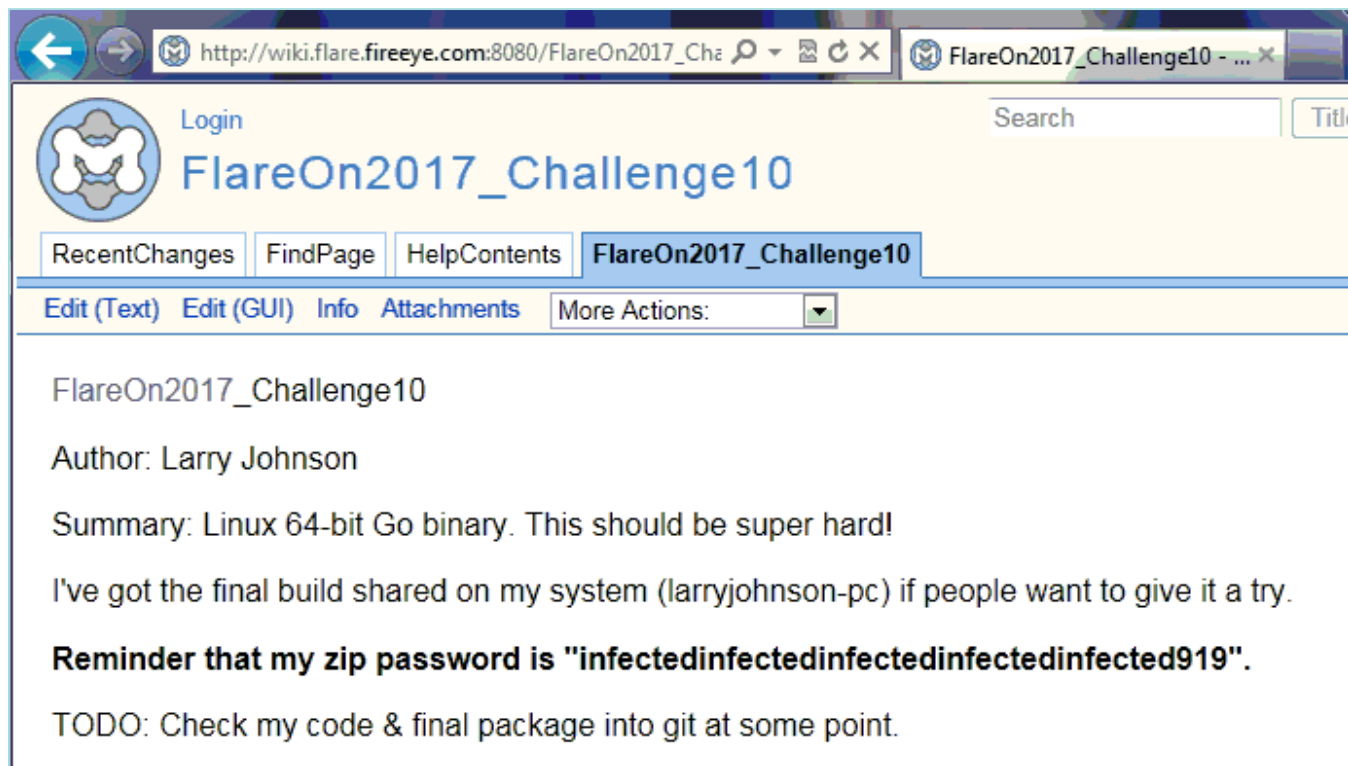 http://wiki.flare.fireeye.com:8080/FlareOn2017_Cha
FlareOn2017_Challenge10 - ...
Login
Search
FlareOn2017_Challenge10
RecentChanges FindPage HelpContents FlareOn2017_Challenge10
Edit (Text) Edit (GUI) Info Attachments More Actions:
FlareOn2017_Challenge10
Author: Larry Johnson
Summary: Linux 64-bit Go binary. This should be super hard!
I've got the final build shared on my system (larryjohnson-pc) if people want to give it a try.
Reminder that my zip password is "infectedinfectedinfectedinfectedinfected919".
TODO: Check my code & final package into git at some point.